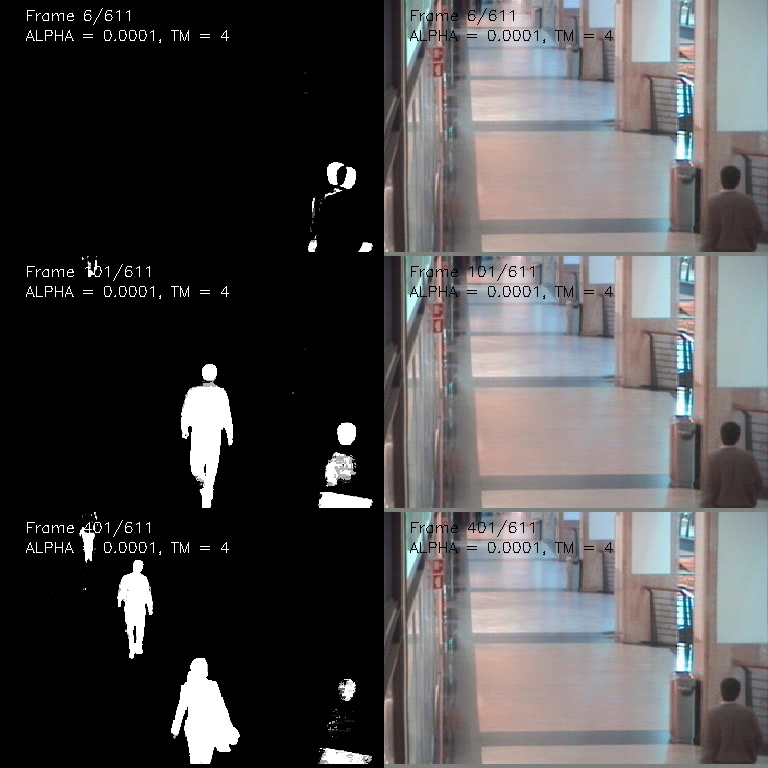 Frame 6/611
ALPHA = 0.0001, TM = 4
Frame 6/611
ALPHA = 0.0001, TM = 4
Frame 101/611
ALPHA = 0.0001, TM = 4
Frame 101/611
ALPHA = 0.0001, TM = 4
Frame 401/611
ALPHA = 0.0001, TM = 4
Frame 401/611
ALPHA = 0.0001, TM = 4